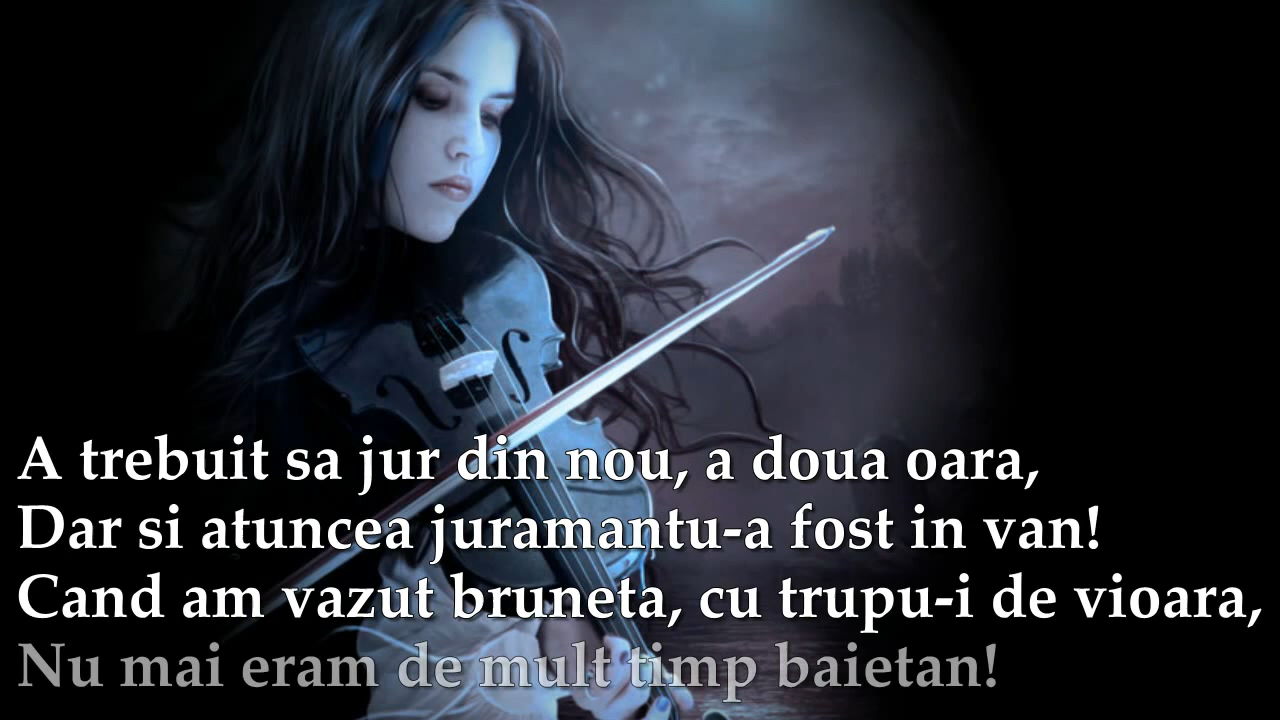 A trebuit sa jur din nou, a doua oara,
Dar si atuncea juramantu-a fost in van!
Cand am vazut bruneta, cu trupu-i de vioara,
Nu mai eram de mult timp baietan!